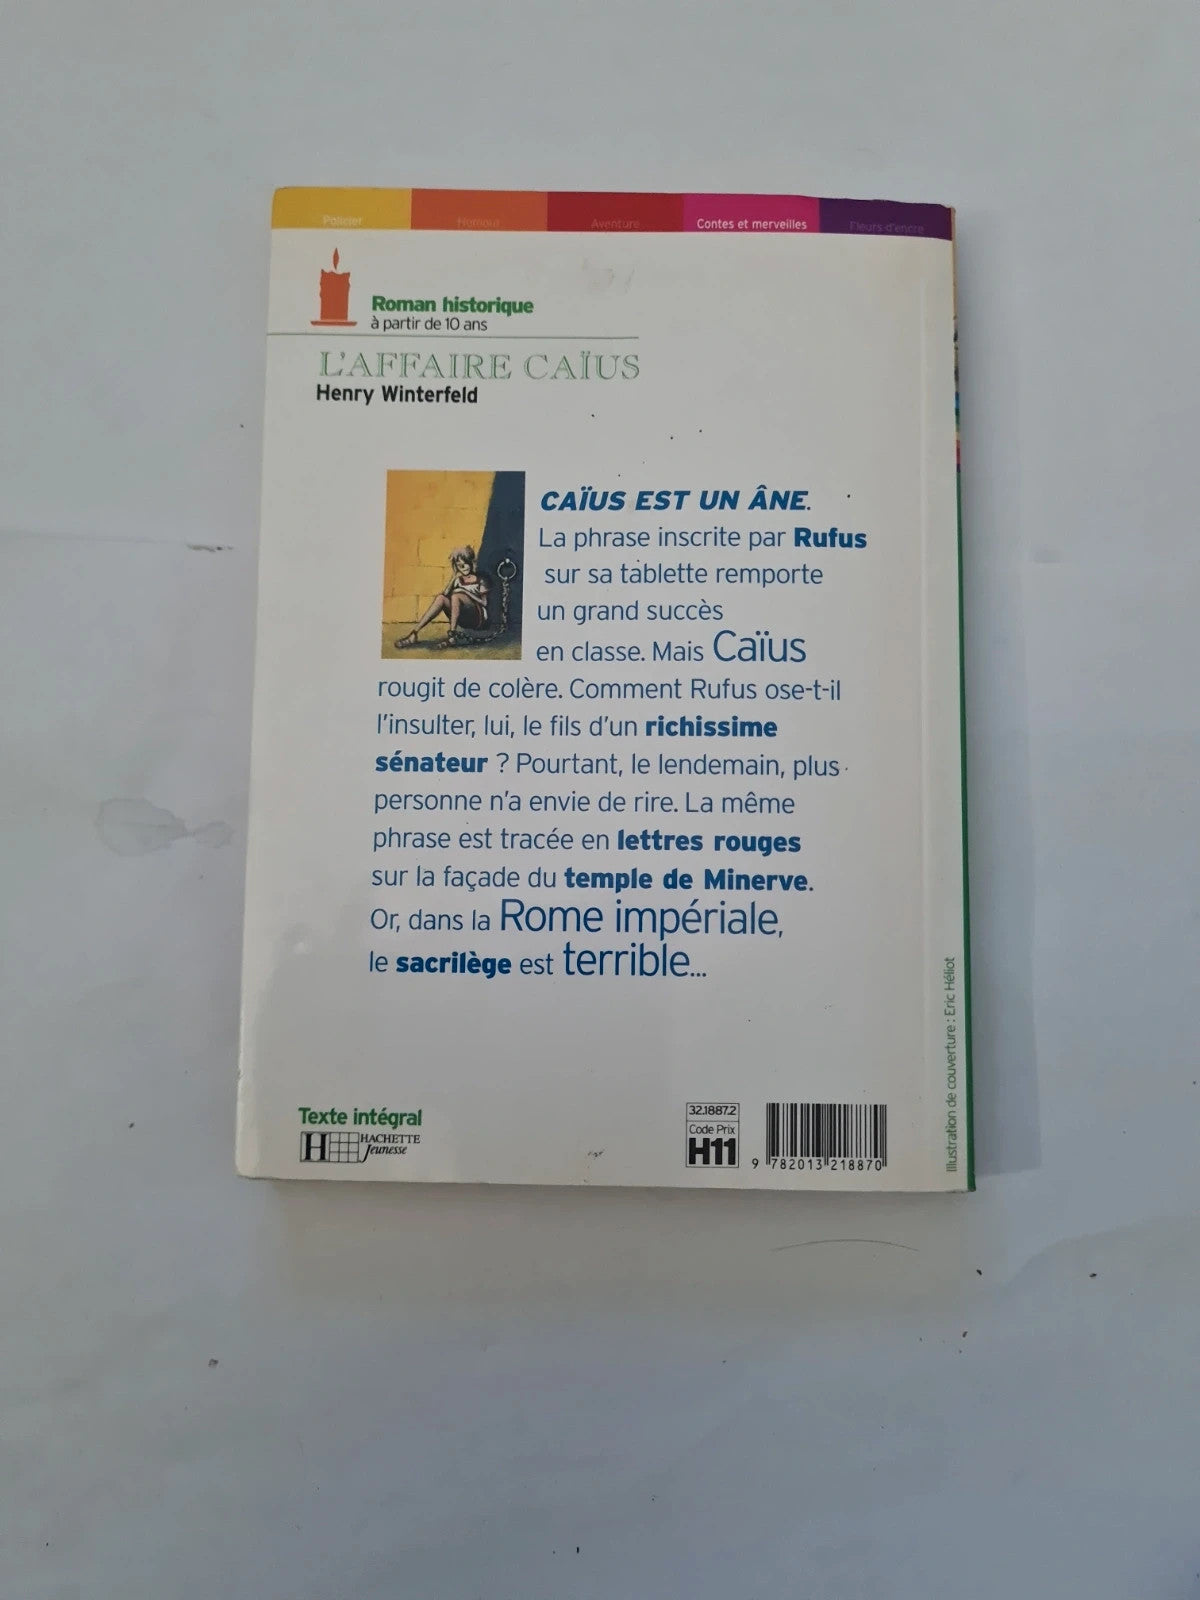 Policier Humour Aventure Contes et merveilles Fleurs d'encre
Roman historique
à partir de 10 ans
L'AFFAIRE CAÏUS
Henry Winterfeld
CAÏUS EST UN ÂNE.
La phrase inscrite par Rufus
sur sa tablette remporte
un grand succès
en classe. Mais Caïus
rougit de colère. Comment Rufus ose-t-il
l'insulter, lui, le fils d'un richissime
sénateur ? Pourtant, le lendemain, plus
personne n'a envie de rire. La même
phrase est tracée en lettres rouges
sur la façade du temple de Minerve.
Or, dans la Rome impériale,
le sacrilège est terrible...
Illustration de couverture : Eric Héliot
Texte intégral
H HACHETTE
Jeunesse
32.1887.2
Code Prix
H11
9 782013 218870